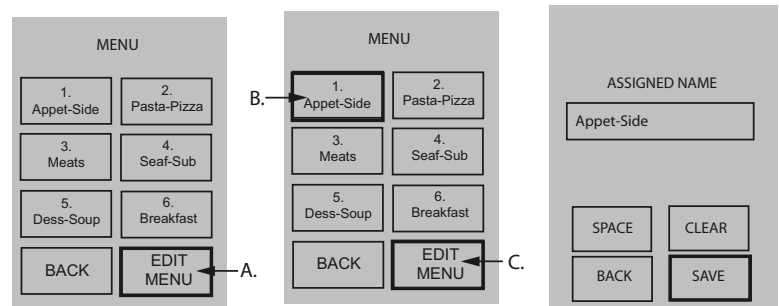 MENU
1.
Appet-Side
2.
Pasta-Pizza
3.
Meats
4.
Seaf-Sub
5.
Dess-Soup
6.
Breakfast
BACK
EDIT
MENU
A.
MENU
B.
1.
Appet-Side
2.
Pasta-Pizza
3.
Meats
4.
Seaf-Sub
5.
Dess-Soup
6.
Breakfast
BACK
EDIT
MENU
C.
ASSIGNED NAME
Appet-Side
SPACE
CLEAR
BACK
SAVE